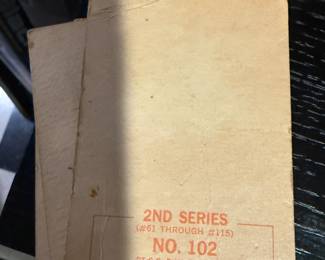 2ND SERIES
(#61 THROUGH #115)
NO. 102